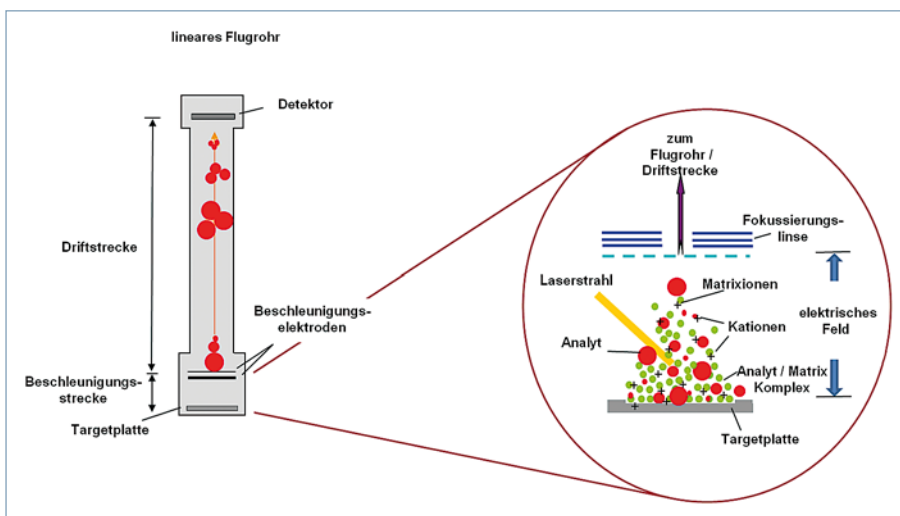 lineares Flugrohr
Detektor
Driftstrecke
Beschleunigungs-
elektroden
Beschleunigungs-
strecke
Targetplatte
zum
Flugrohr /
Driftstrecke
Fokussierungs-
linse
Laserstrahl
Matrixionen
elektrisches
Feld
Kationen
Analyt
Analyt / Matrix
Komplex
Targetplatte